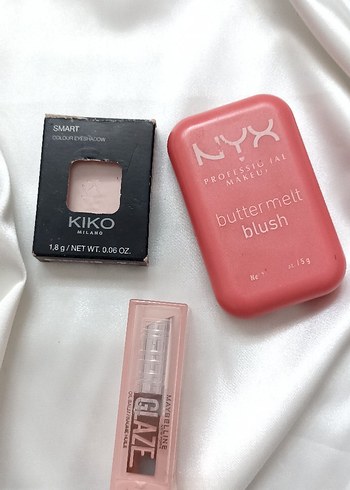 SMART
COLOUR EYESHADOW
KIKO
MILANO
1,8 g / NET WT. 0.06 OZ.
NYX
PROFESSIONAL
MAKEUP
buttermelt
blush
/ 5 g
MAYBELLINE
GLAZE